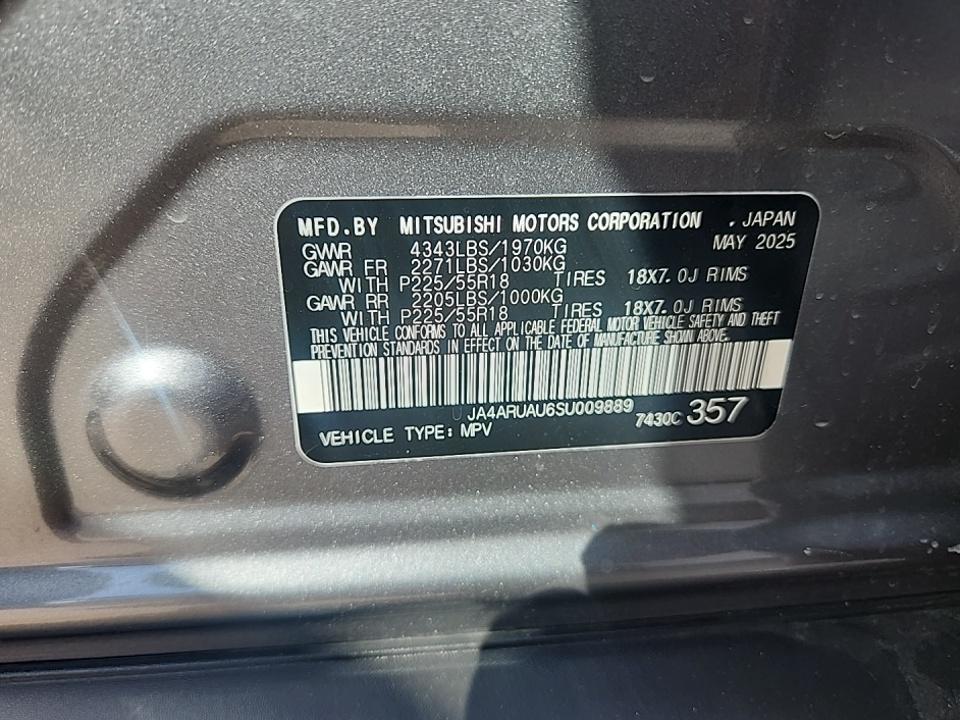 MFD.BY MITSUBISHI MOTORS CORPORATION . JAPAN
GVWR 4343LBS/1970KG MAY 2025
GAWR FR 2271LBS/1030KG
WITH P225/55R18 TIRES 18X7.0J RIMS
GAWR RR 2205LBS/1000KG
WITH P225/55R18 TIRES 18X7.0J RIMS
THIS VEHICLE CONFORMS TO ALL APPLICABLE FEDERAL MOTOR VEHICLE SAFETY AND THEFT
PREVENTION STANDARDS IN EFFECT ON THE DATE OF MANUFACTURE SHOWN ABOVE.
JA4ARUAU6SU009889 7430C 357
VEHICLE TYPE: MPV